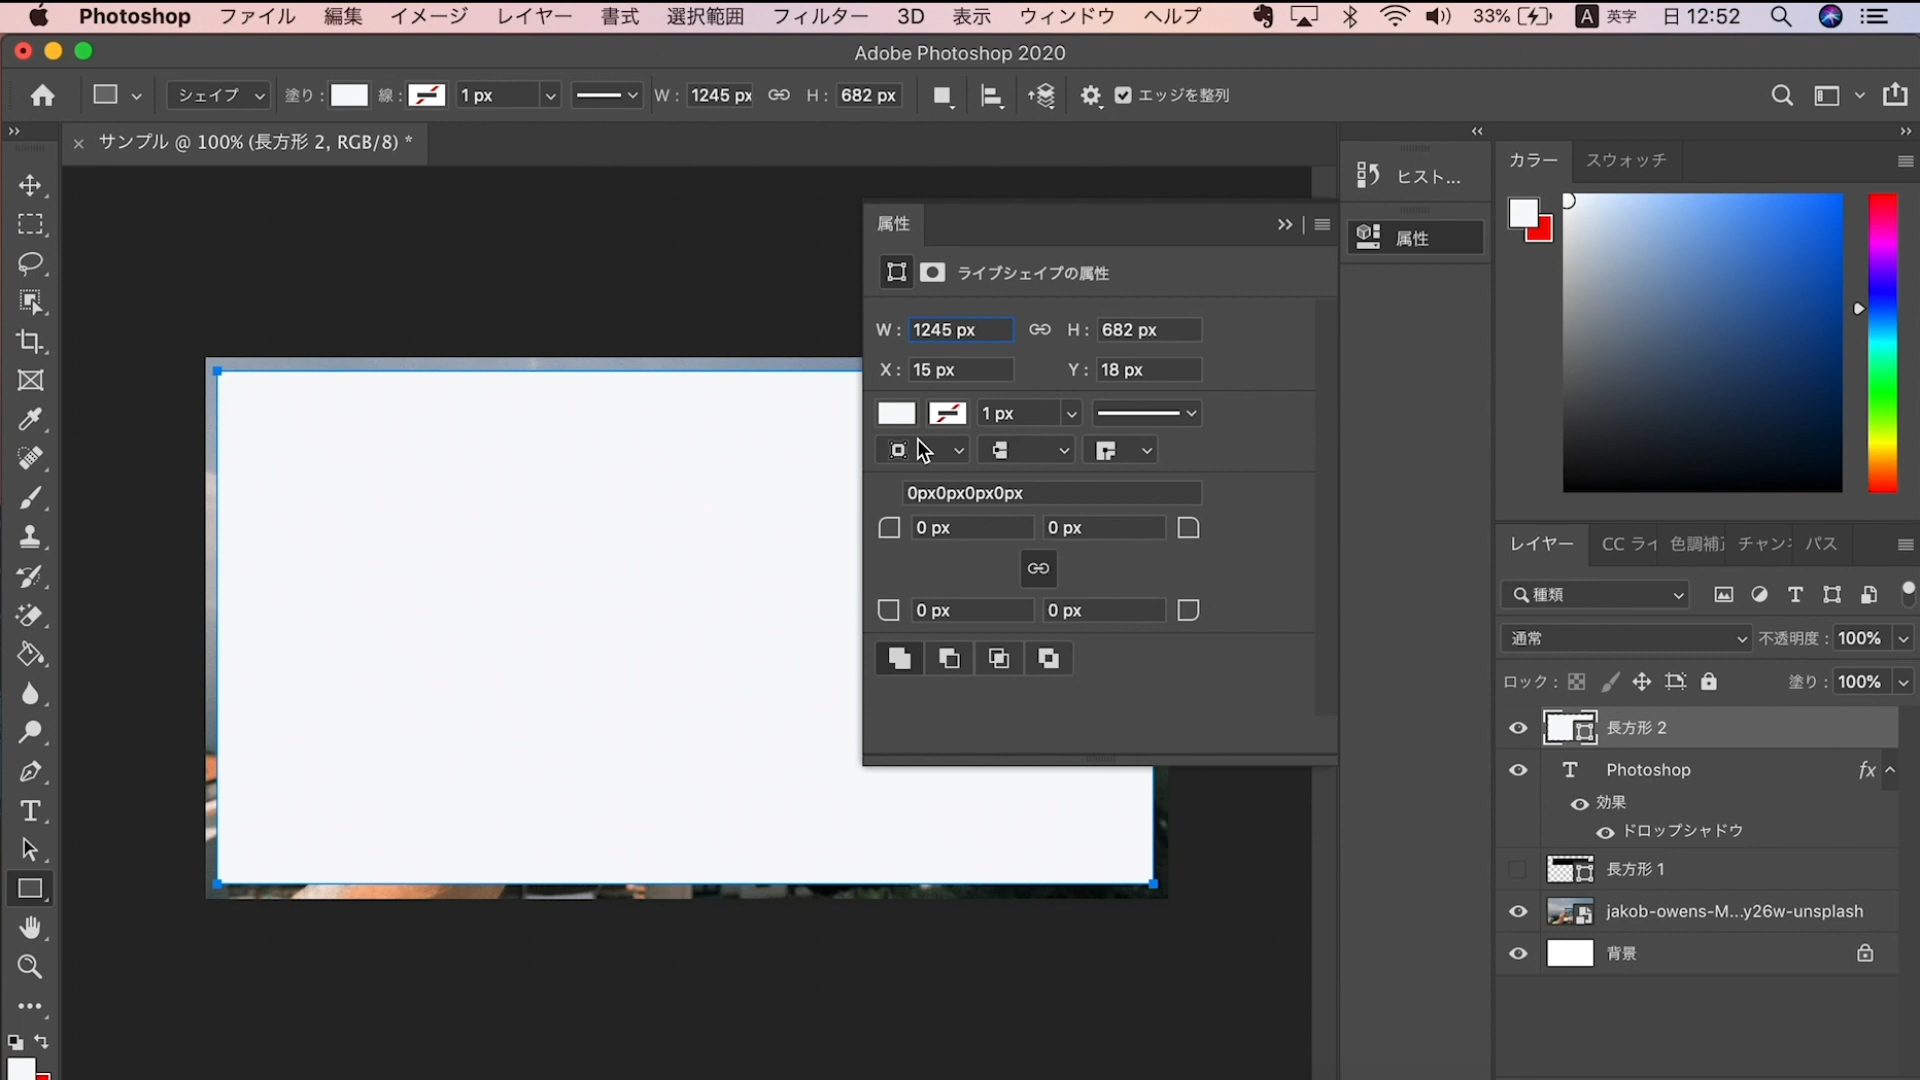 Photoshop ファイル 編集 イメージ レイヤー 書式 選択範囲 フィルター 3D 表示 ウィンドウ ヘルプ 33% A 英字 日 12:52
Adobe Photoshop 2020
シェイプ 塗り: 線: 1 px W: 1245 px H: 682 px エッジを整列
サンプル @ 100% (長方形 2, RGB/8) *
ヒスト...
属性
カラー スウォッチ
属性
ライブシェイプの属性
W: 1245 px H: 682 px
X: 15 px Y: 18 px
1 px
0px0px0px0px
0 px 0 px
0 px 0 px
レイヤー CC ライ 色調補正 チャン パス
種類
通常 不透明度: 100%
ロック: 塗り: 100%
長方形 2
T Photoshop fx
効果
ドロップシャドウ
長方形 1
jakob-owens-M...y26w-unsplash
背景